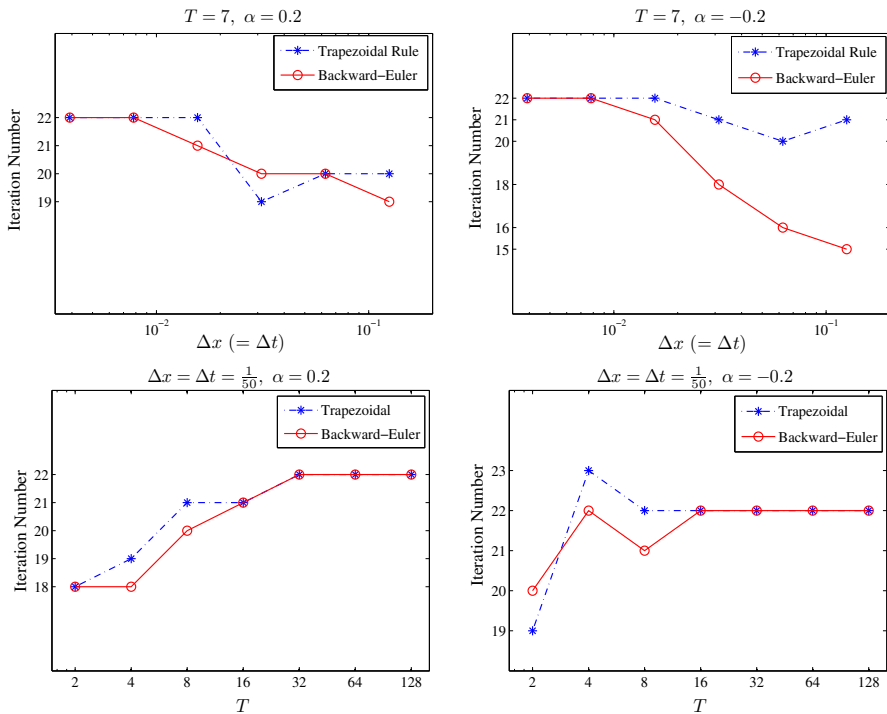 T = 7, α = 0.2
Trapezoidal Rule
Backward−Euler
Iteration Number
22
21
20
19
10⁻²
10⁻¹
Δx (= Δt)
T = 7, α = −0.2
Trapezoidal Rule
Backward−Euler
Iteration Number
22
21
20
18
16
15
10⁻²
10⁻¹
Δx (= Δt)
Δx = Δt = 1/50, α = 0.2
Trapezoidal
Backward−Euler
Iteration Number
22
21
20
19
18
2 4 8 16 32 64 128
T
Δx = Δt = 1/50, α = −0.2
Trapezoidal
Backward−Euler
Iteration Number
23
22
21
20
19
2 4 8 16 32 64 128
T